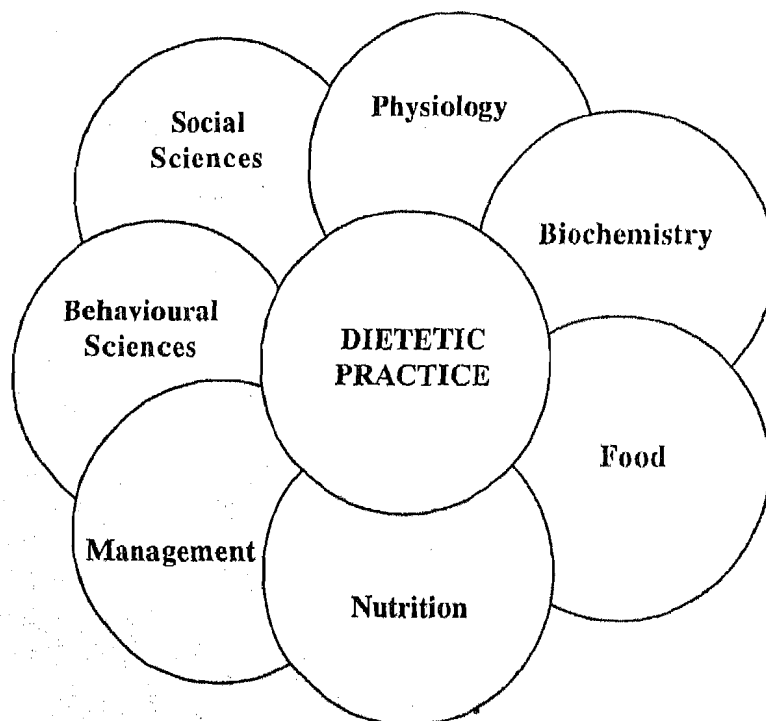 Physiology
Social
Sciences
Biochemistry
Behavioural
Sciences
DIETETIC
PRACTICE
Food
Management
Nutrition